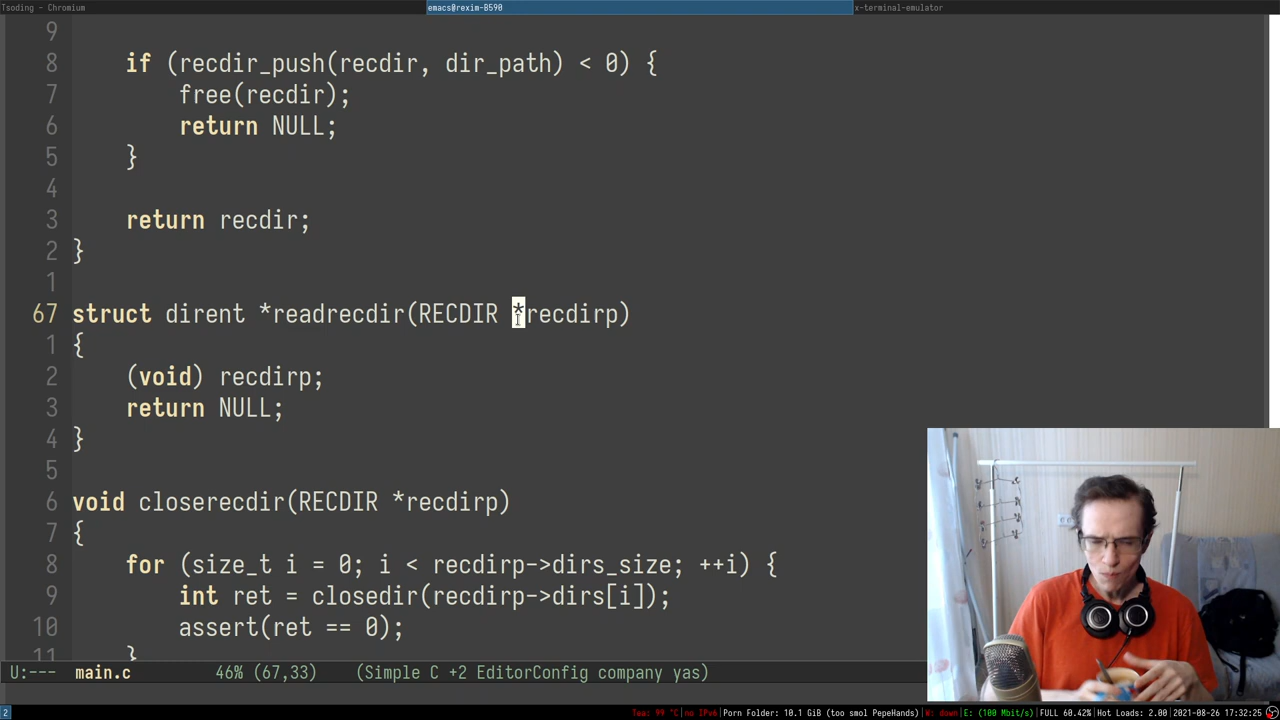 Tsoding - Chromium emacs@rexim-B590 x-terminal-emulator
9
8 if (recdir_push(recdir, dir_path) < 0) {
7 free(recdir);
6 return NULL;
5 }
4
3 return recdir;
2 }
1
67 struct dirent *readrecdir(RECDIR *recdirp)
1 {
2 (void) recdirp;
3 return NULL;
4 }
5
6 void closerecdir(RECDIR *recdirp)
7 {
8 for (size_t i = 0; i < recdirp->dirs_size; ++i) {
9 int ret = closedir(recdirp->dirs[i]);
10 assert(ret == 0);
11 }
U:--- main.c 46% (67,33) (Simple C +2 EditorConfig company yas)
2 Tea: 99 °C|no IPv6|Porn Folder: 10.1 GiB (too smol PepeHands)|W: down|E: (100 Mbit/s)|FULL 60.42%|Hot Loads: 2.00|2021-08-26 17:32:25